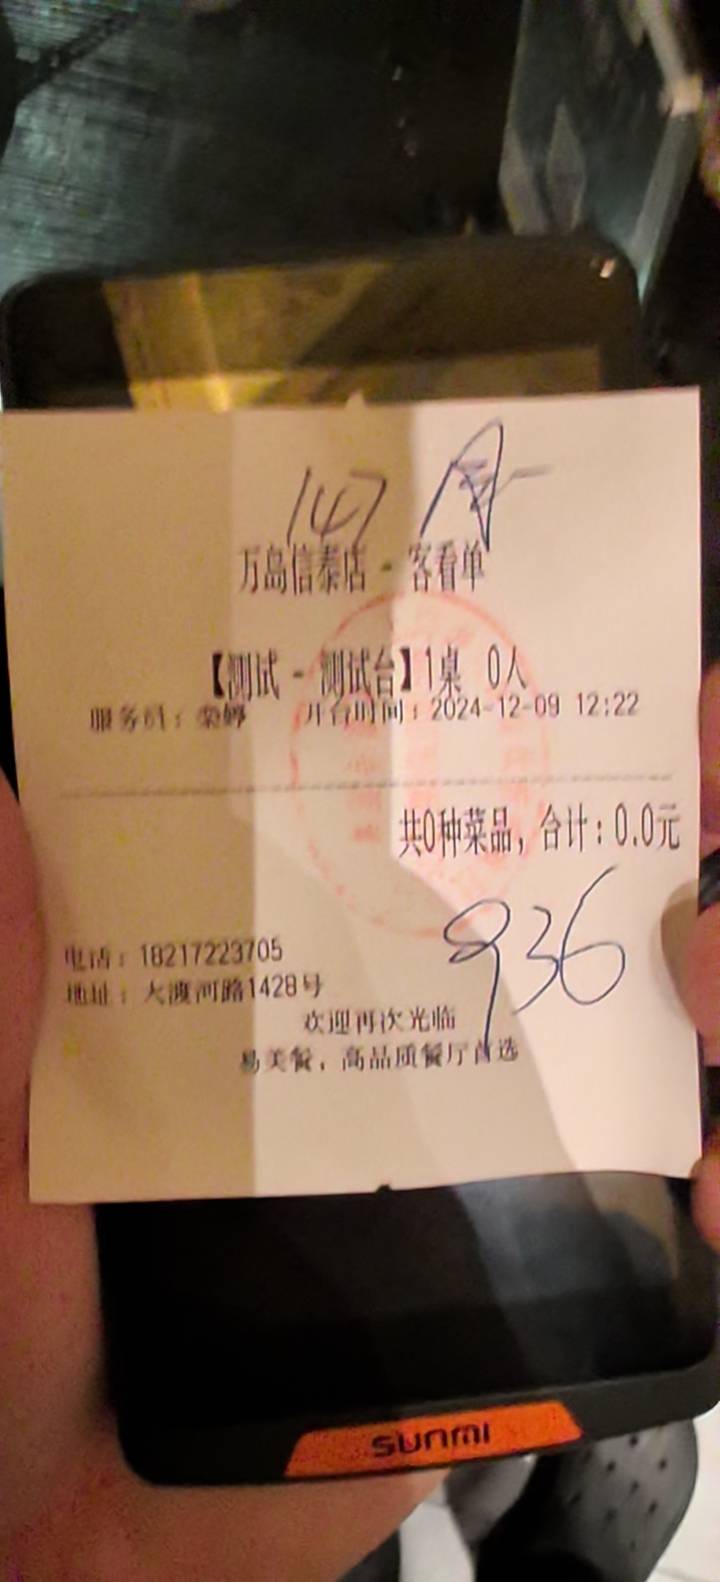 147
万岛信泰店 - 客看单
【测试 - 测试台】1桌 0人
服务员：荣婷 开台时间：2024-12-09 12:22
共0种菜品，合计：0.0元
936
电话：18217223705
地址：大渡河路1428号
欢迎再次光临
易美餐，高品质餐厅首选
SUNMI